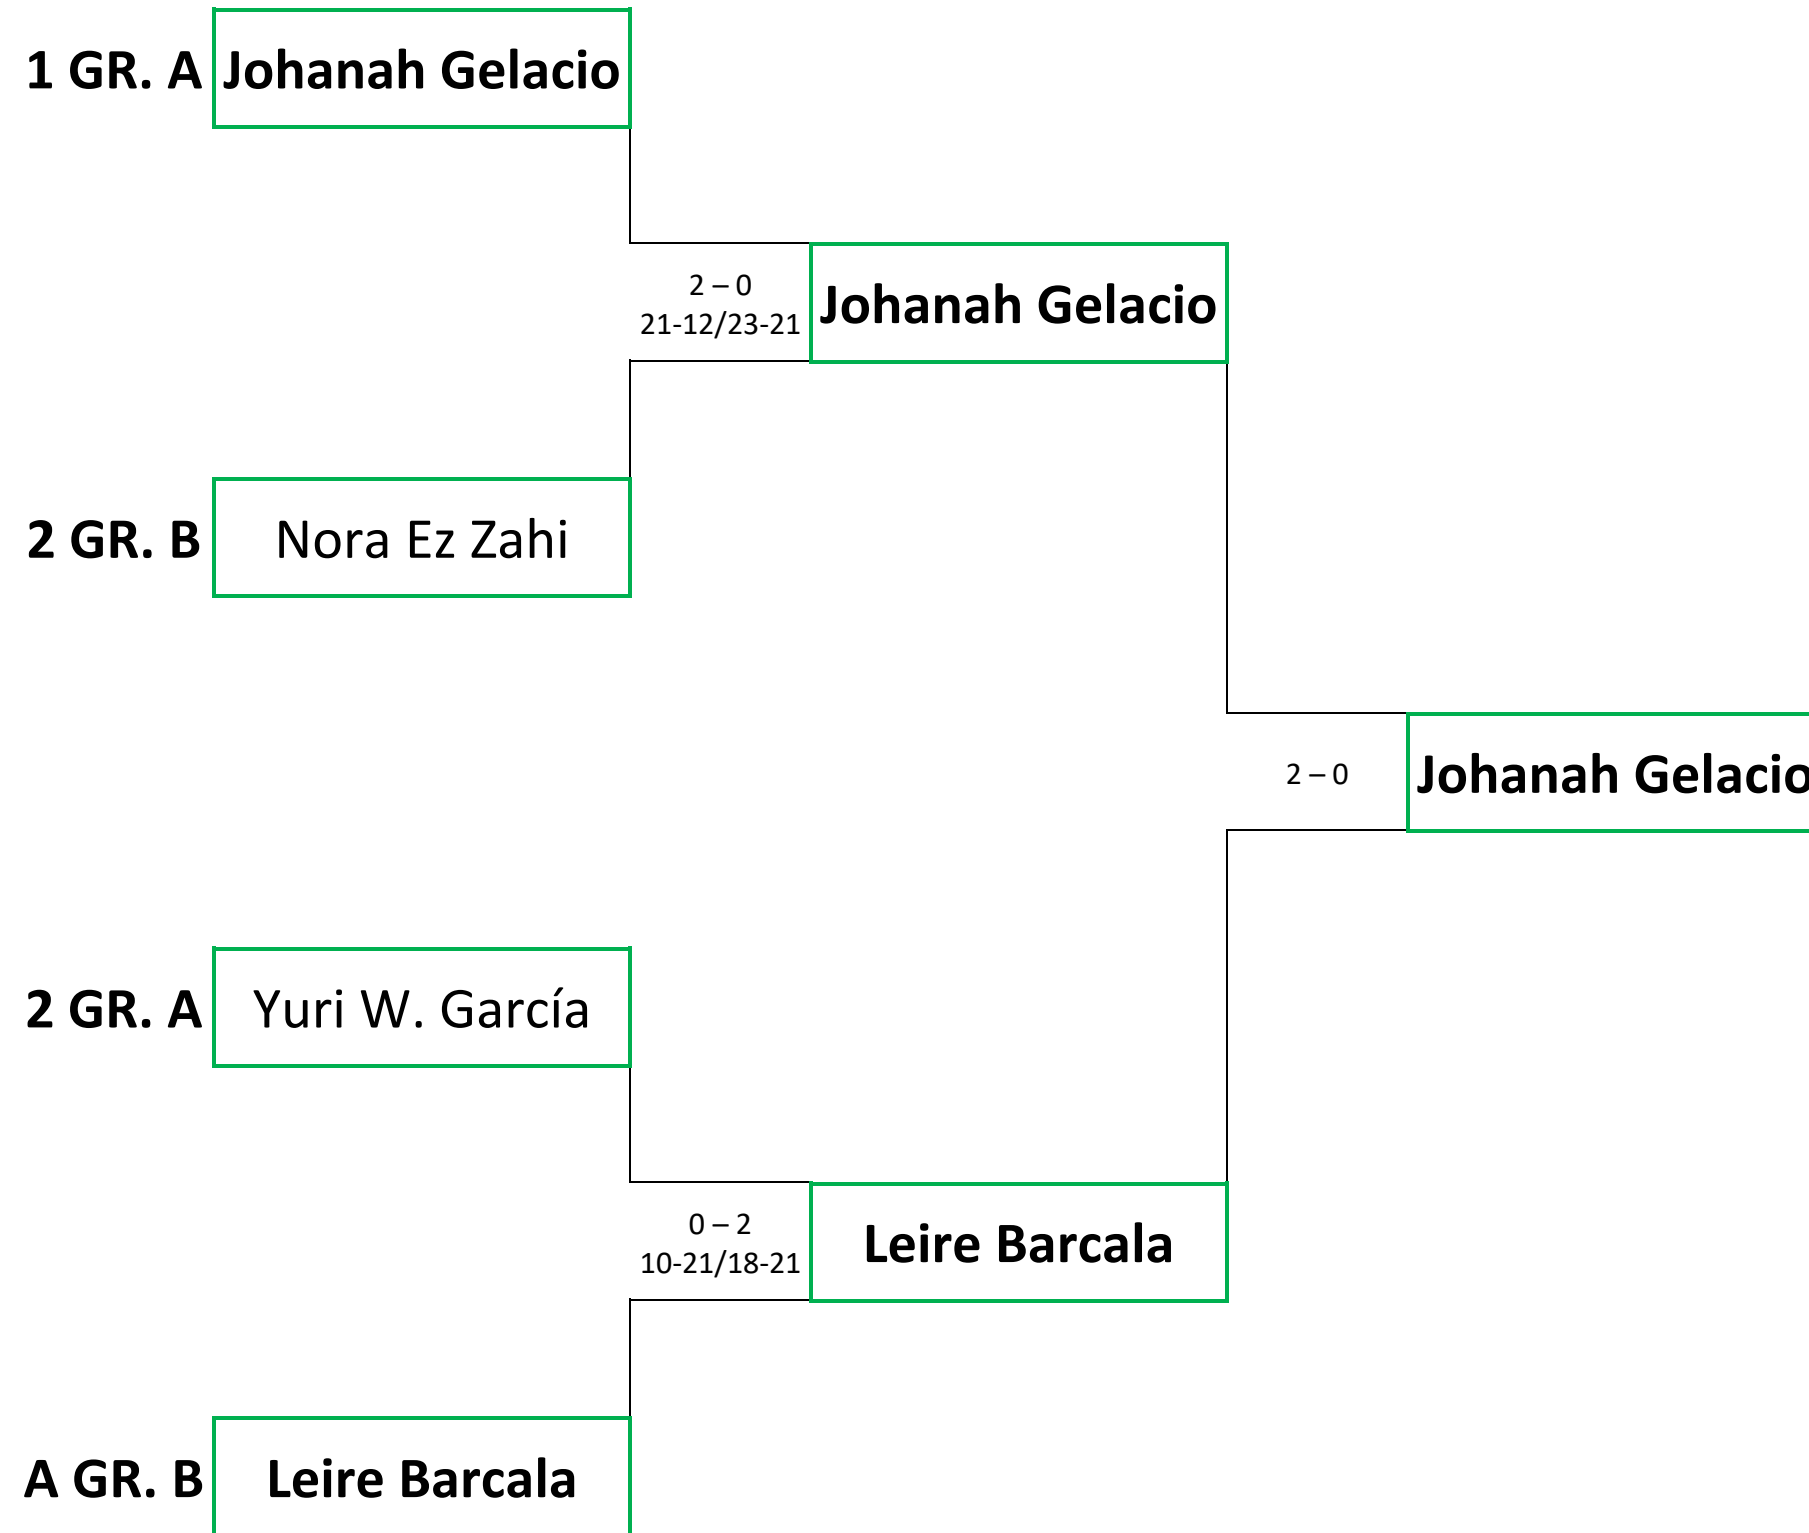 1 GR. A Johanah Gelacio
2 – 0
21-12/23-21
Johanah Gelacio
2 GR. B Nora Ez Zahi
2 – 0
Johanah Gelacio
2 GR. A Yuri W. García
0 – 2
10-21/18-21
Leire Barcala
A GR. B Leire Barcala